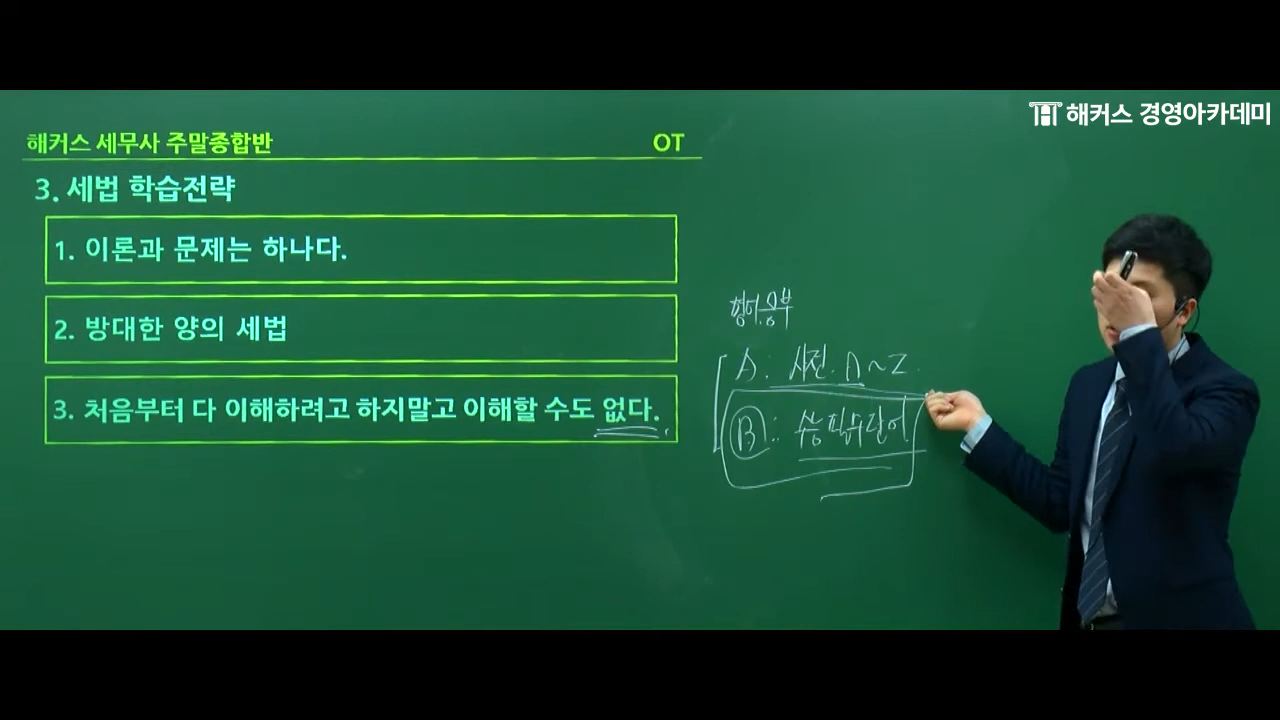 해커스 경영아카데미
해커스 세무사 주말종합반 OT
3. 세법 학습전략
1. 이론과 문제는 하나다.
2. 방대한 양의 세법
3. 처음부터 다 이해하려고 하지말고 이해할 수도 없다.
영어공부
A: 사전. A~Z.
B: 수능필수단어